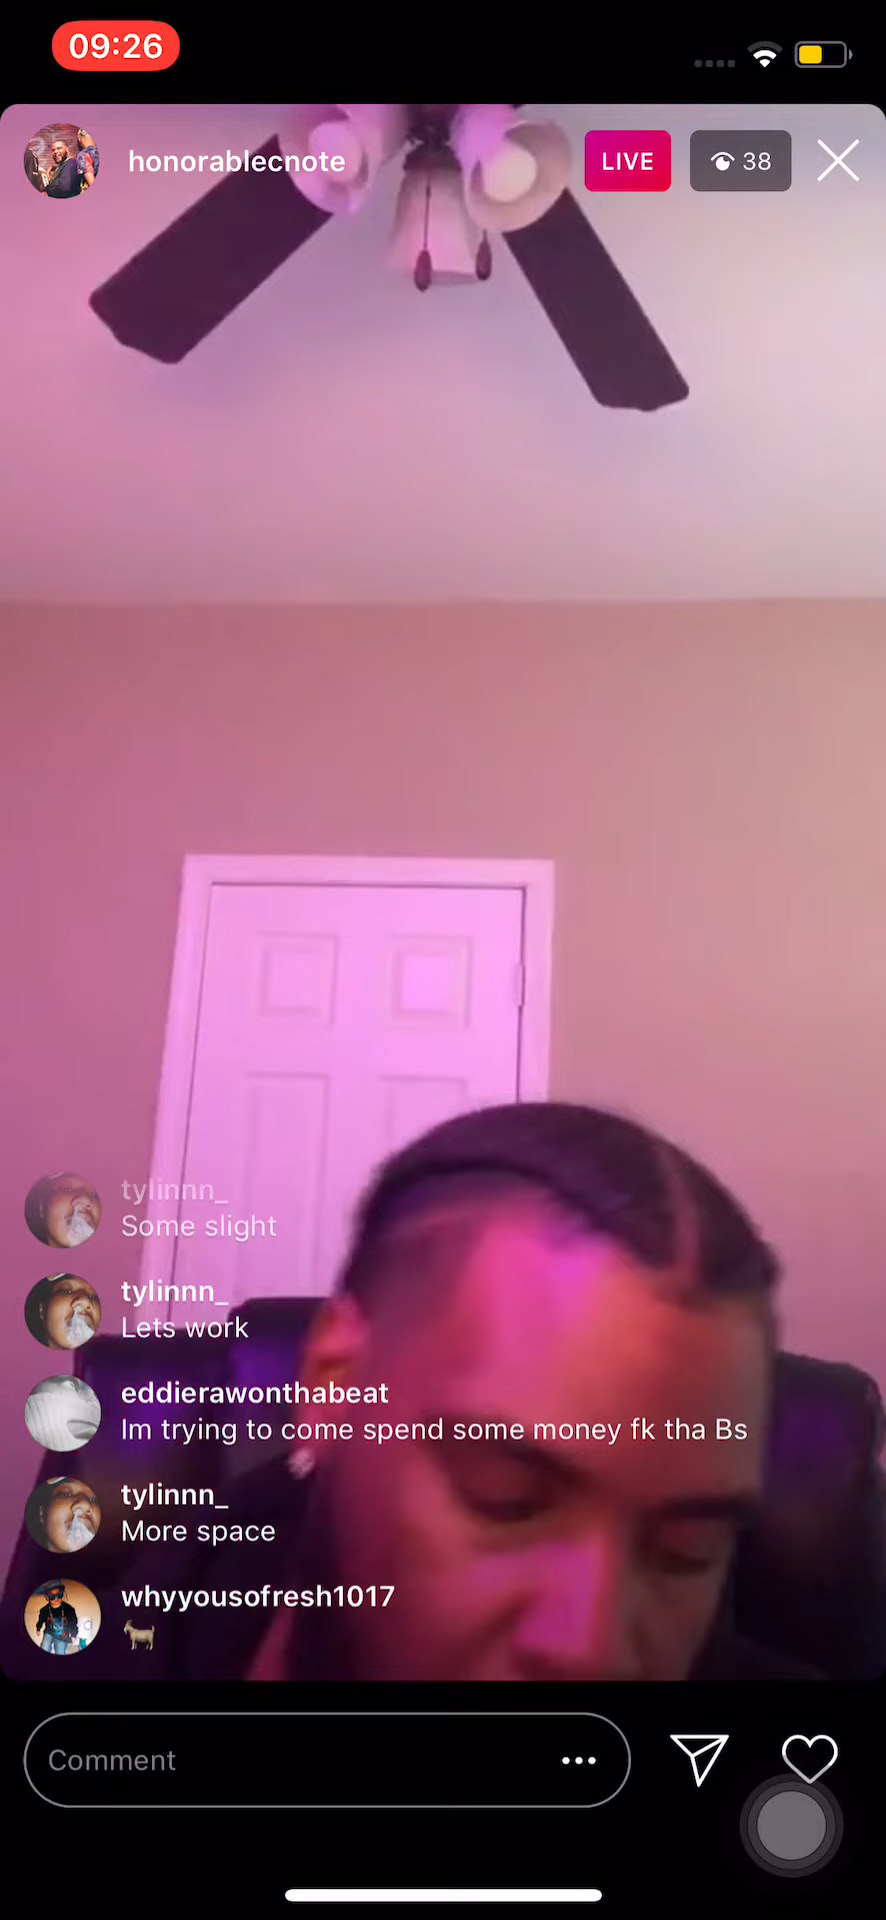 09:26
honorablecnote
LIVE
38
tylinnn_
Some slight
tylinnn_
Lets work
eddierawonthabeat
Im trying to come spend some money fk tha Bs
tylinnn_
More space
whyyousofresh1017
🐐
Comment